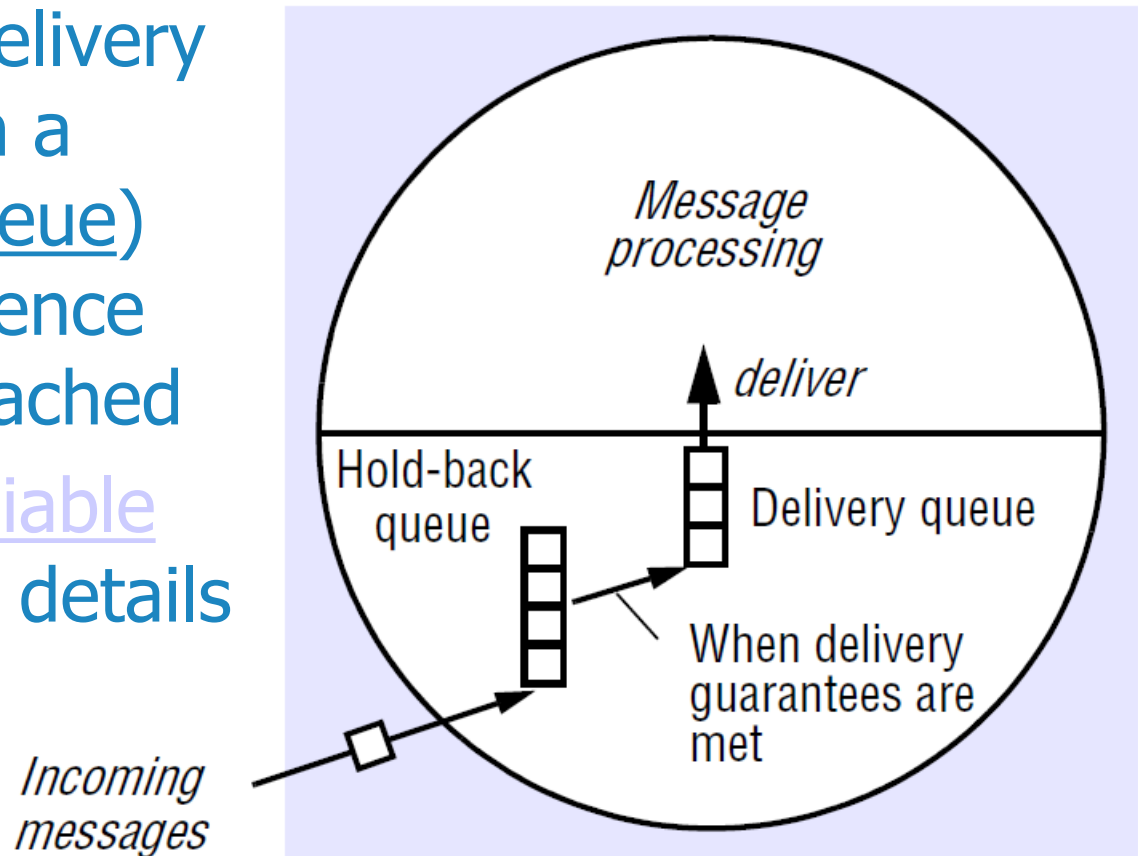 elivery
a
eue)
ence
ached
iable
details
Message
processing
deliver
Hold-back
queue
Delivery queue
When delivery
guarantees are
met
Incoming
messages